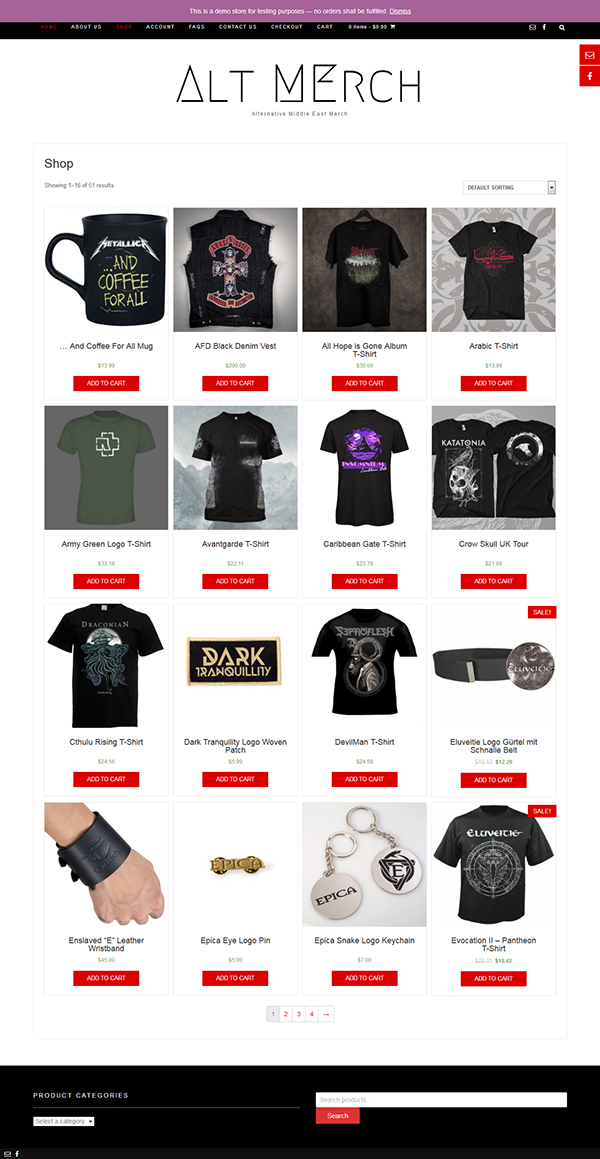 This is a demo store for testing purposes — no orders shall be fulfilled. Dismiss
HOME ABOUT US SHOP ACCOUNT FAQS CONTACT US CHECKOUT CART 0 items - $0.00
ALT MERCH
Alternative Middle East Merch
Shop
Showing 1–16 of 51 results
DEFAULT SORTING
METALLICA
...AND
COFFEE
FOR ALL
KATATONIA
INSOMNIUM
… And Coffee For All Mug
$13.99
ADD TO CART
AFD Black Denim Vest
$200.00
ADD TO CART
All Hope is Gone Album
T-Shirt
$30.00
ADD TO CART
Arabic T-Shirt
$13.99
ADD TO CART
Army Green Logo T-Shirt
$33.18
ADD TO CART
Avantgarde T-Shirt
$22.11
ADD TO CART
Caribbean Gate T-Shirt
$23.78
ADD TO CART
Crow Skull UK Tour
$21.00
ADD TO CART
DRACONIAN
DARK
TRANQUILLITY
SEPTICFLESH
SALE!
ELUVEITIE
Cthulu Rising T-Shirt
$24.56
ADD TO CART
Dark Tranquility Logo Woven
Patch
$5.99
ADD TO CART
DevilMan T-Shirt
$24.58
ADD TO CART
Eluveitie Logo Gürtel mit
Schnalle Belt
$12.28
ADD TO CART
EPICA
EPICA
E
SALE!
ELUVEITIE
Enslaved “E” Leather
Wristband
$45.00
ADD TO CART
Epica Eye Logo Pin
$5.00
ADD TO CART
Epica Snake Logo Keychain
$7.00
ADD TO CART
Evocation II – Pantheon
T-Shirt
$22.11 $18.42
ADD TO CART
1 2 3 4 →
PRODUCT CATEGORIES
Select a category
Search products…
Search